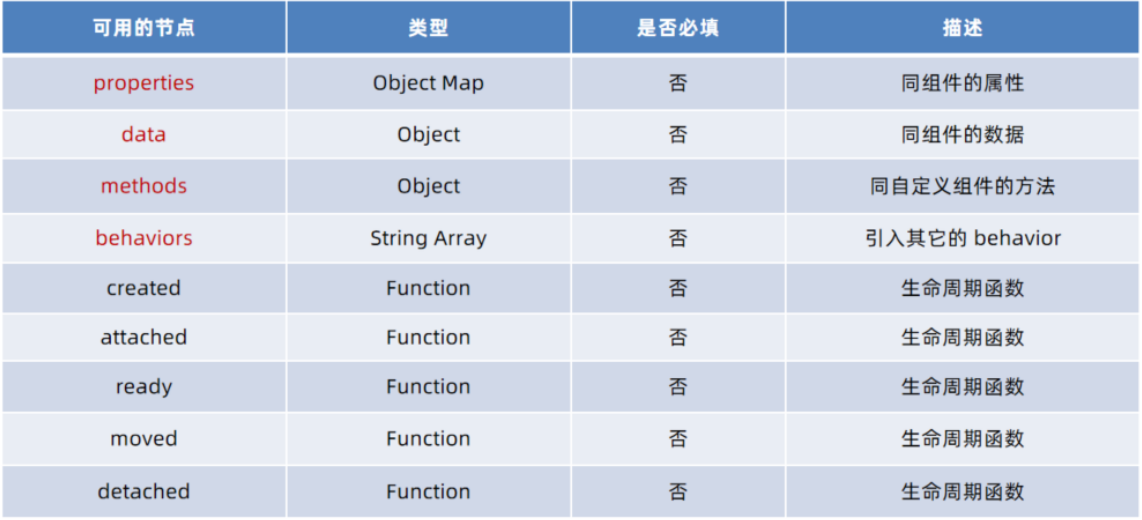 可用的节点 类型 是否必填 描述
properties Object Map 否 同组件的属性
data Object 否 同组件的数据
methods Object 否 同自定义组件的方法
behaviors String Array 否 引入其它的 behavior
created Function 否 生命周期函数
attached Function 否 生命周期函数
ready Function 否 生命周期函数
moved Function 否 生命周期函数
detached Function 否 生命周期函数